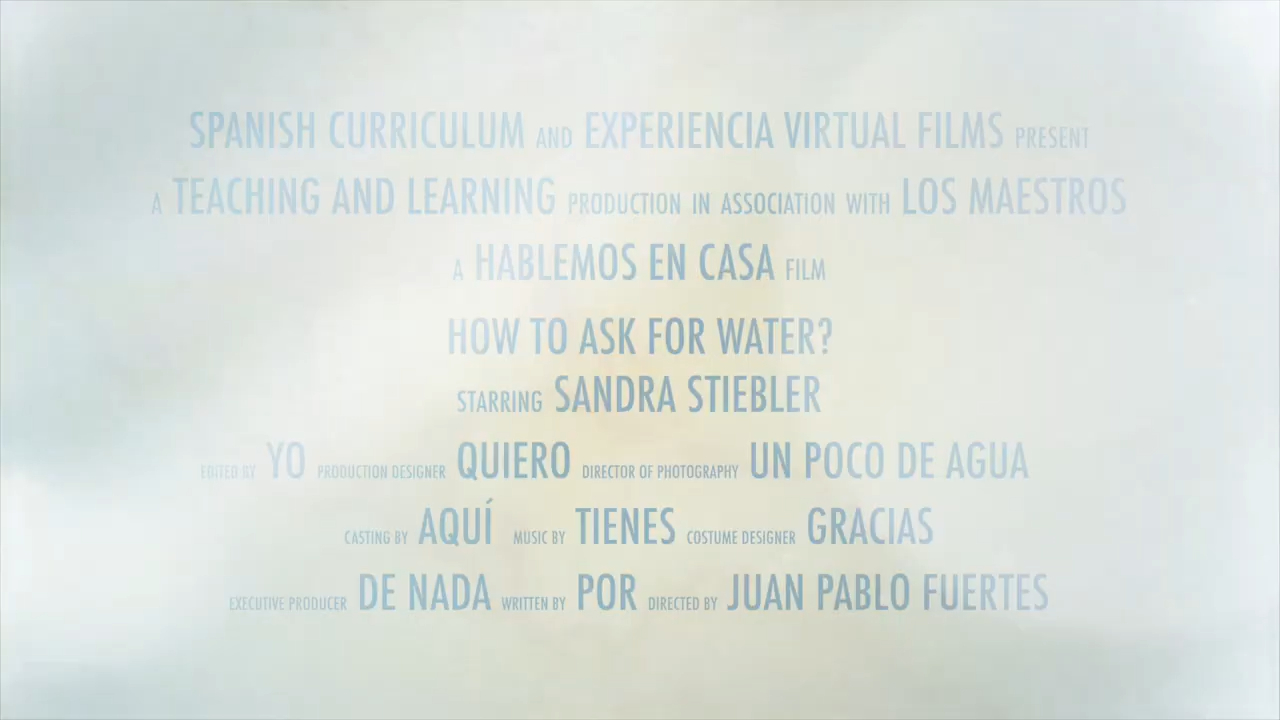 SPANISH CURRICULUM AND EXPERIENCIA VIRTUAL FILMS PRESENT
A TEACHING AND LEARNING PRODUCTION IN ASSOCIATION WITH LOS MAESTROS
A HABLEMOS EN CASA FILM
HOW TO ASK FOR WATER?
STARRING SANDRA STIEBLER
EDITED BY YO PRODUCTION DESIGNER QUIERO DIRECTOR OF PHOTOGRAPHY UN POCO DE AGUA
CASTING BY AQUÍ MUSIC BY TIENES COSTUME DESIGNER GRACIAS
EXECUTIVE PRODUCER DE NADA WRITTEN BY POR DIRECTED BY JUAN PABLO FUERTES